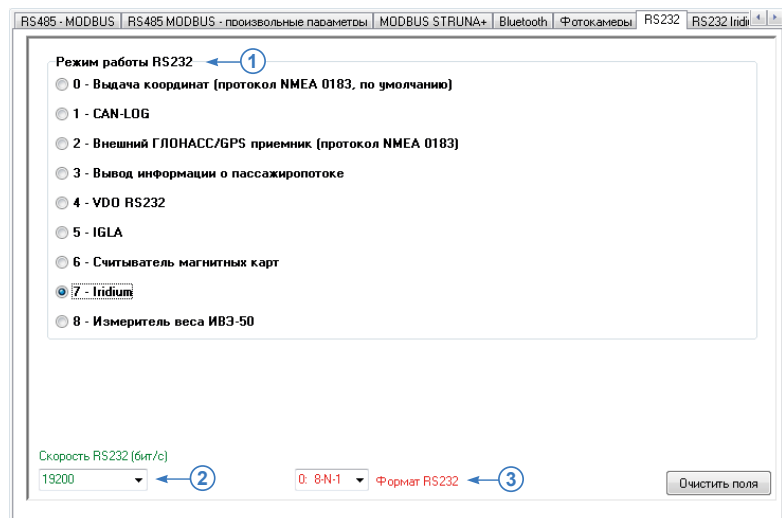 RS485 - MODBUS RS485 MODBUS - произвольные параметры MODBUS STRUNA+ Bluetooth Фотокамеры RS232 RS232 Iridi
Режим работы RS232 1
0 - Выдача координат (протокол NMEA 0183, по умолчанию)
1 - CAN-LOG
2 - Внешний ГЛОНАСС/GPS приемник (протокол NMEA 0183)
3 - Вывод информации о пассажиропотоке
4 - VDO RS232
5 - IGLA
6 - Считыватель магнитных карт
7 - Iridium
8 - Измеритель веса ИВЭ-50
Скорость RS232 (бит/с)
19200 2 0: 8-N-1 Формат RS232 3 Очистить поля